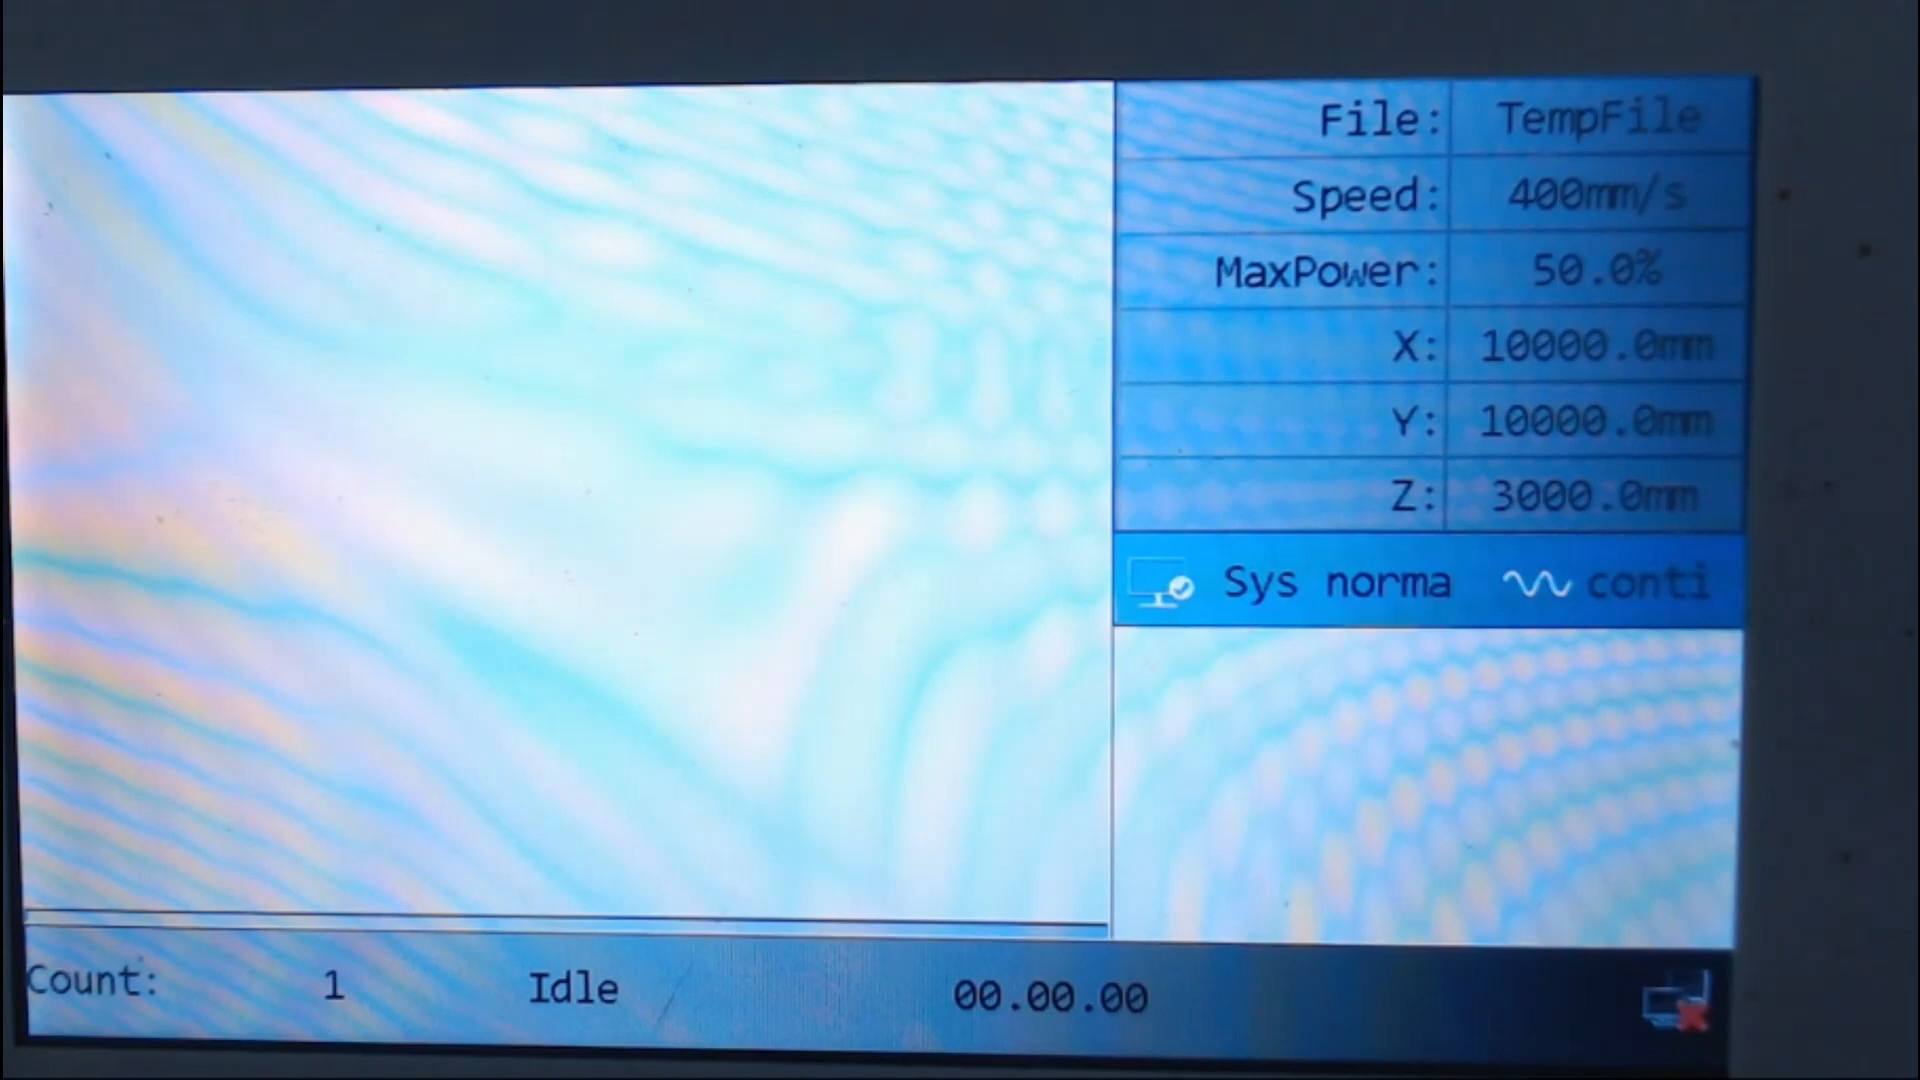 File: TempFile
Speed: 400mm/s
MaxPower: 50.0%
X: 10000.0mm
Y: 10000.0mm
Z: 3000.0mm
Sys norma conti
Count: 1 Idle 00.00.00